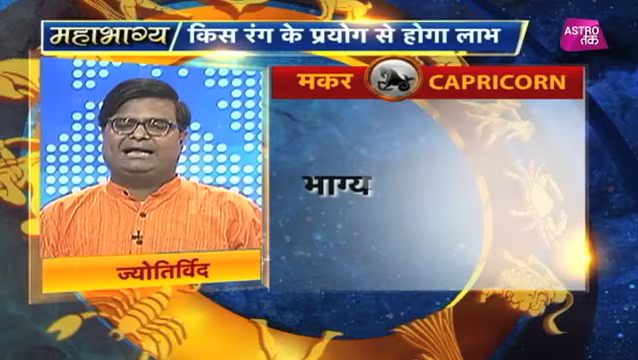 महाभाग्य किस रंग के प्रयोग से होगा लाभ
ASTRO
तक
मकर CAPRICORN
भाग्य
ज्योतिर्विद